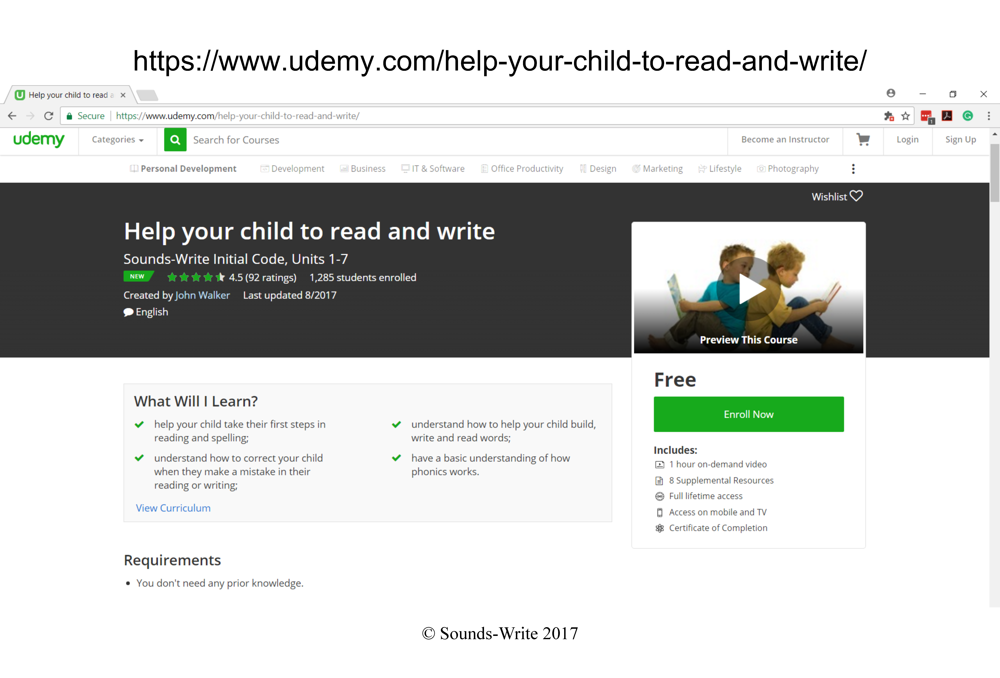 https://www.udemy.com/help-your-child-to-read-and-write/
Help your child to read a
Secure https://www.udemy.com/help-your-child-to-read-and-write/
1
udemy Categories Search for Courses Become an Instructor Login Sign Up
Personal Development Development Business IT & Software Office Productivity Design Marketing Lifestyle Photography
Wishlist
Help your child to read and write
Sounds-Write Initial Code, Units 1-7
NEW 4.5 (92 ratings) 1,285 students enrolled
Created by John Walker Last updated 8/2017
English
Preview This Course
Free
Enroll Now
Includes:
1 hour on-demand video
8 Supplemental Resources
Full lifetime access
Access on mobile and TV
Certificate of Completion
What Will I Learn?
help your child take their first steps in
reading and spelling;
understand how to correct your child
when they make a mistake in their
reading or writing;
understand how to help your child build,
write and read words;
have a basic understanding of how
phonics works.
View Curriculum
Requirements
• You don't need any prior knowledge.
© Sounds-Write 2017